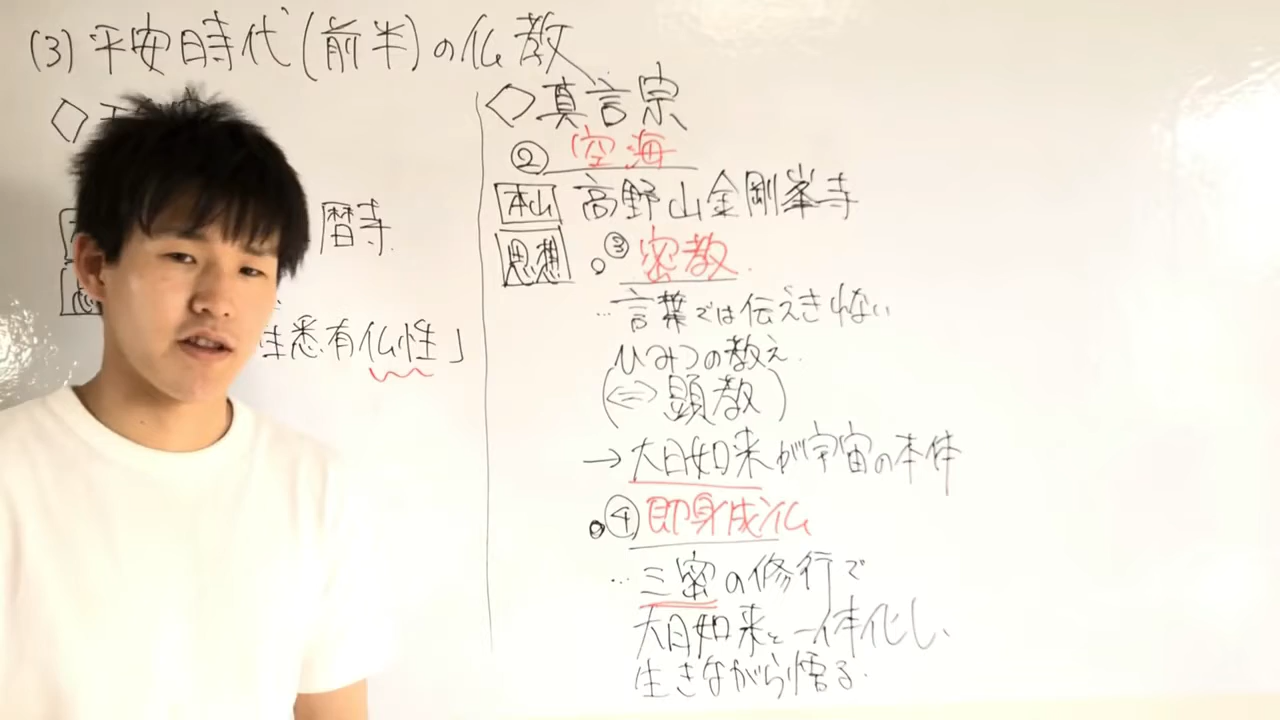 (3) 平安時代(前半)の仏教
◇
暦寺
性悉有仏性」
◇真言宗
② 空海
本山 高野山金剛峯寺
思想 ③ 密教
…言葉では伝えきれない
ひみつの教え
(⇔ 顕教)
→大日如来が宇宙の本体
④ 即身成仏
…三密の修行で
大日如来と一体化し、
生きながら悟る